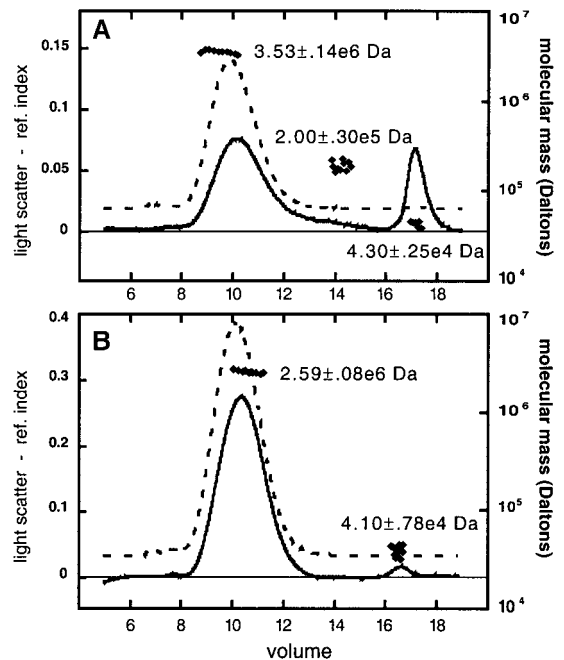 A
light scatter - ref. index
0.15
0.1
0.05
0
3.53±.14e6 Da
2.00±.30e5 Da
4.30±.25e4 Da
10^7
10^6
10^5
10^4
molecular mass (Daltons)
6 8 10 12 14 16 18
B
light scatter - ref. index
0.4
0.3
0.2
0.1
0
2.59±.08e6 Da
4.10±.78e4 Da
10^7
10^6
10^5
10^4
molecular mass (Daltons)
6 8 10 12 14 16 18
volume